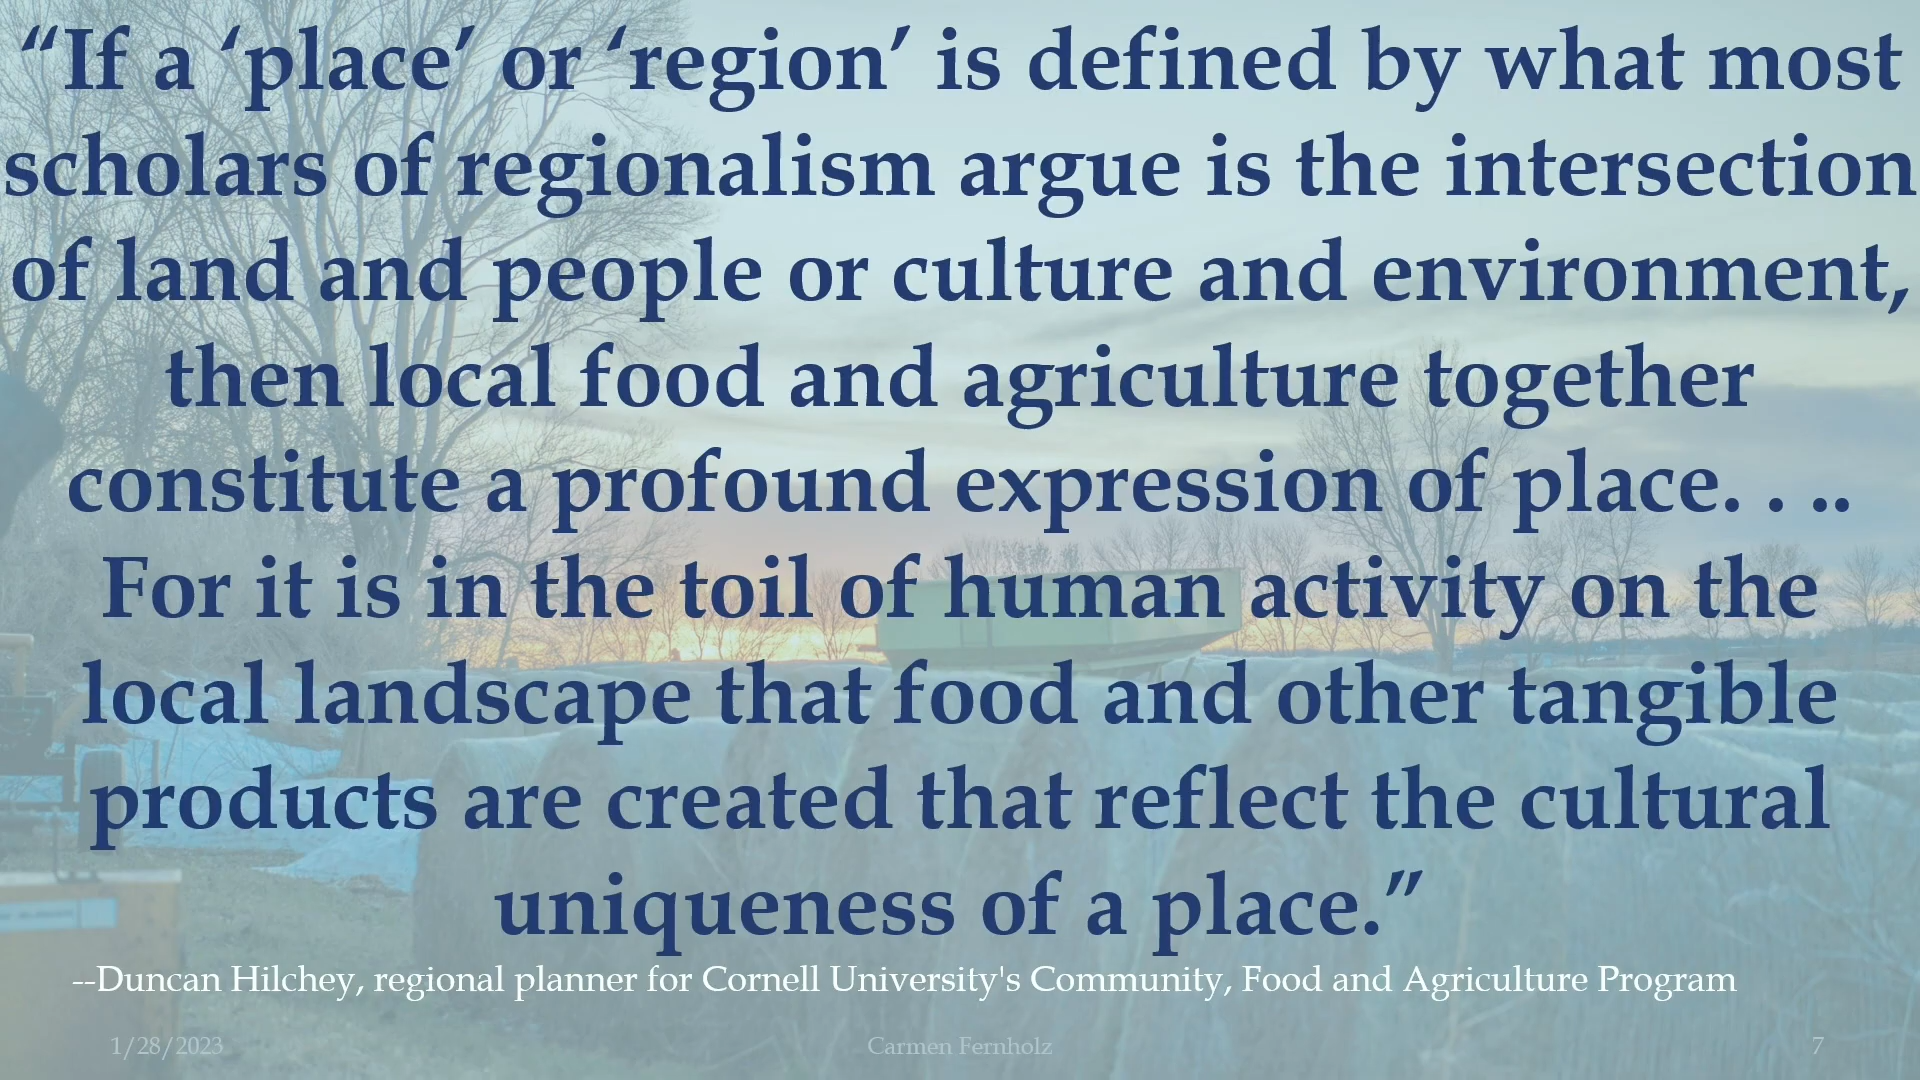 “If a ‘place’ or ‘region’ is defined by what most
scholars of regionalism argue is the intersection
of land and people or culture and environment,
then local food and agriculture together
constitute a profound expression of place. . ..
For it is in the toil of human activity on the
local landscape that food and other tangible
products are created that reflect the cultural
uniqueness of a place.”
--Duncan Hilchey, regional planner for Cornell University's Community, Food and Agriculture Program
1/28/2023
Carmen Fernholz
7